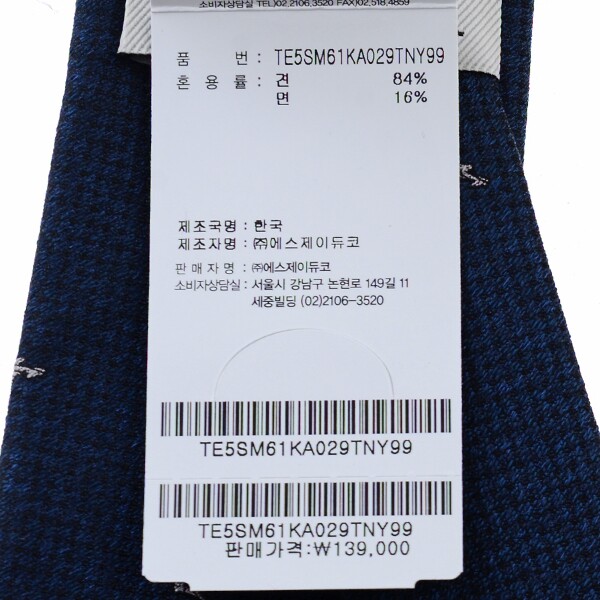 소비자상담실 TEL)02.2106.3520 FAX)02.518.4859
품 번 : TE5SM61KA029TNY99
혼 용 률 : 견 84%
면 16%
제조국명 : 한국
제조자명 : ㈜에스제이듀코
판 매 자 명 : ㈜에스제이듀코
소비자상담실 : 서울시 강남구 논현로 149길 11
세중빌딩 (02)2106-3520
TE5SM61KA029TNY99
TE5SM61KA029TNY99
판매가격:₩139,000